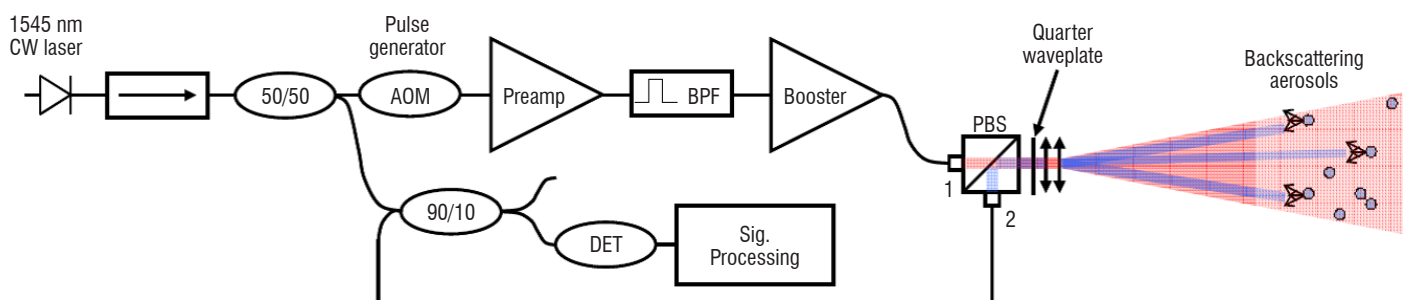 1545 nm
CW laser
Pulse
generator
Quarter
waveplate
Backscattering
aerosols
50/50
AOM
Preamp
BPF
Booster
PBS
1
2
90/10
DET
Sig.
Processing